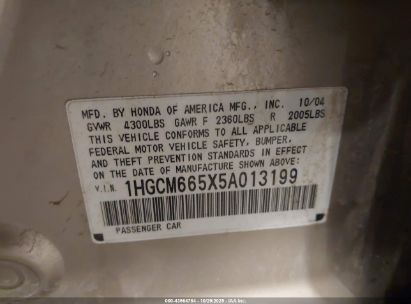 MFD. BY HONDA OF AMERICA MFG., INC. 10/04
GVWR 4300LBS GAWR F 2360LBS R 2005LBS
THIS VEHICLE CONFORMS TO ALL APPLICABLE
FEDERAL MOTOR VEHICLE SAFETY, BUMPER,
AND THEFT PREVENTION STANDARDS IN EFFECT
ON THE DATE OF MANUFACTURE SHOWN ABOVE:
V.I.N. 1HGCM665X5A013199
PASSENGER CAR